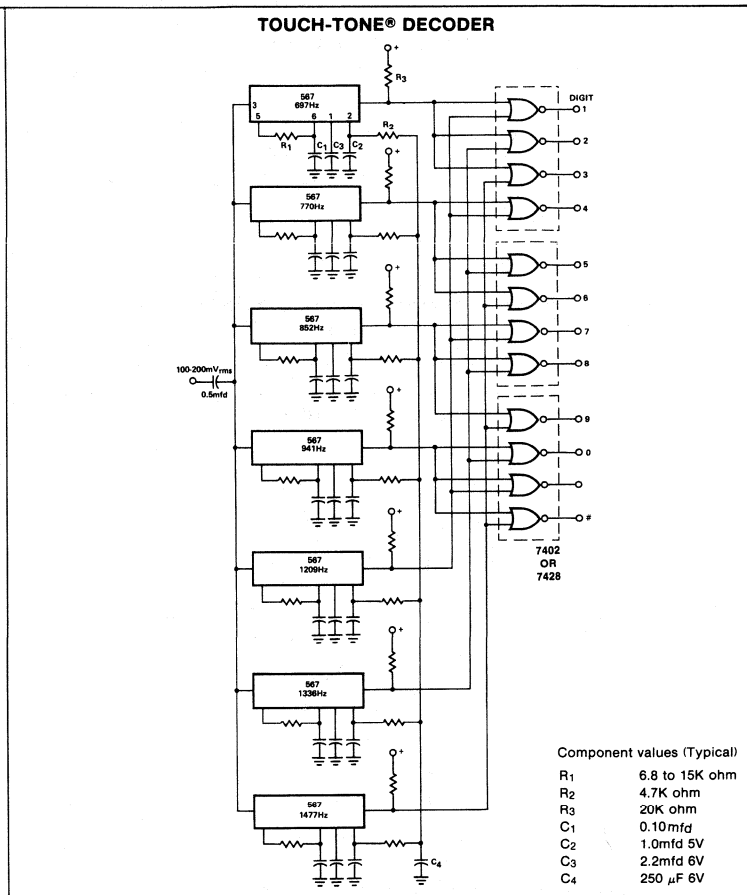 TOUCH-TONE® DECODER
+
R3
567
697Hz
3
5
6
1
2
R1
C1
C3
C2
R2
+
567
770Hz
+
567
852Hz
100-200mVrms
0.5mfd
+
567
941Hz
+
567
1209Hz
+
567
1336Hz
+
567
1477Hz
C4
DIGIT
1
2
3
4
5
6
7
8
9
0
#
7402
OR
7428
Component values (Typical)
R1 6.8 to 15K ohm
R2 4.7K ohm
R3 20K ohm
C1 0.10mfd
C2 1.0mfd 5V
C3 2.2mfd 6V
C4 250 μF 6V